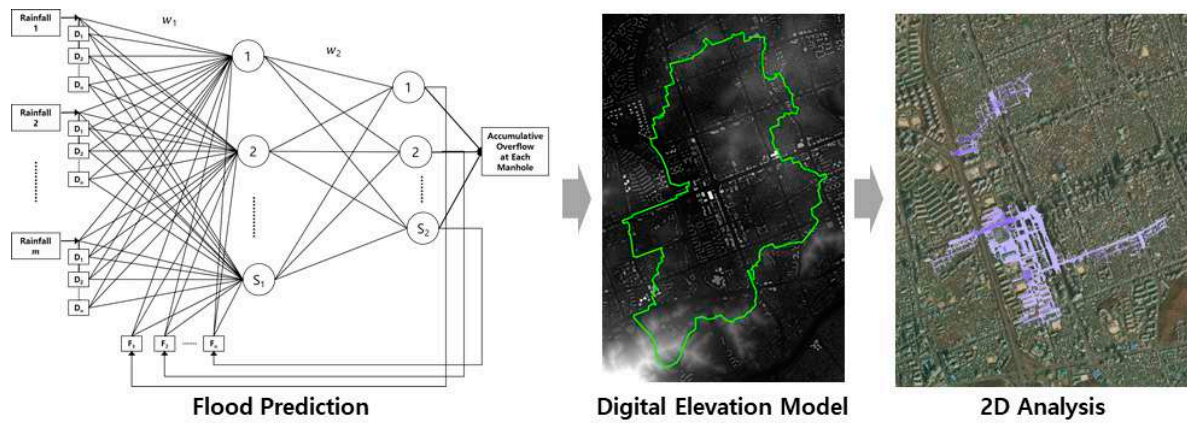 Rainfall
1
D₁
D₂
Dₙ
Rainfall
2
D₁
D₂
Dₙ
Rainfall
m
D₁
D₂
Dₙ
w₁
w₂
1
2
S₁
1
2
S₂
F₁
F₂
Fₙ
Accumulative
Overflow
at Each
Manhole
Flood Prediction
Digital Elevation Model
2D Analysis